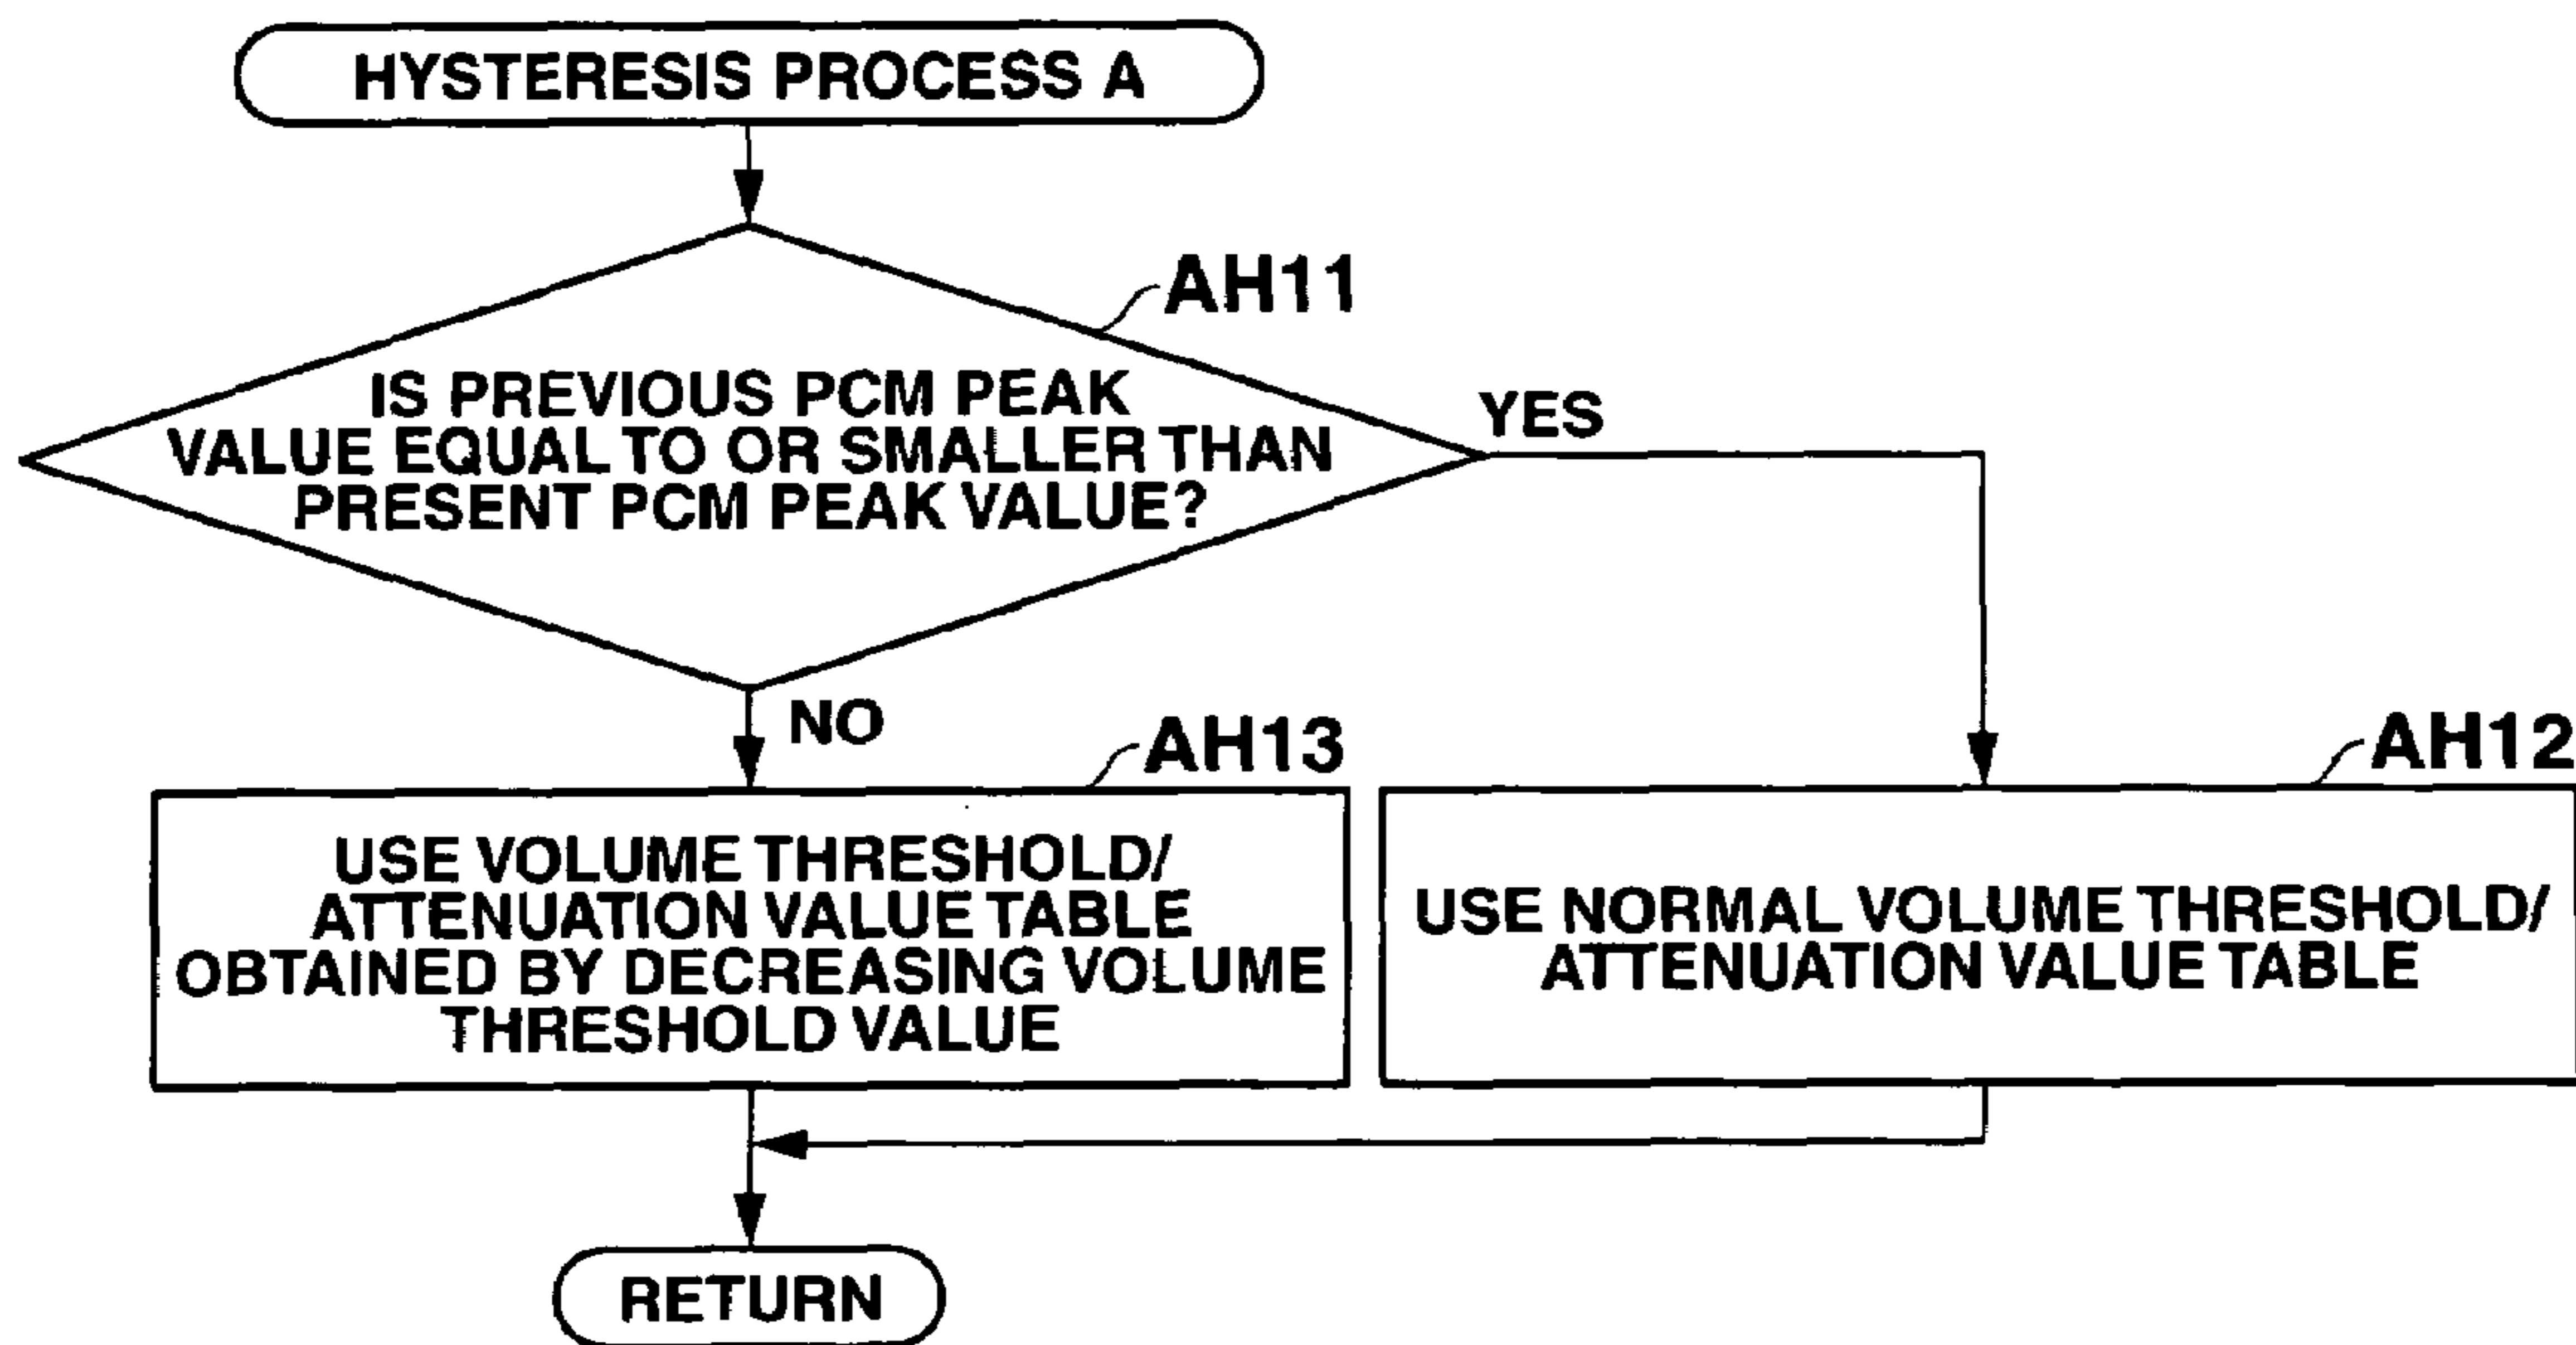 HYSTERESIS PROCESS A
AH11
IS PREVIOUS PCM PEAK
VALUE EQUAL TO OR SMALLER THAN
PRESENT PCM PEAK VALUE?
YES
NO
AH13
USE VOLUME THRESHOLD/
ATTENUATION VALUE TABLE
OBTAINED BY DECREASING VOLUME
THRESHOLD VALUE
AH12
USE NORMAL VOLUME THRESHOLD/
ATTENUATION VALUE TABLE
RETURN